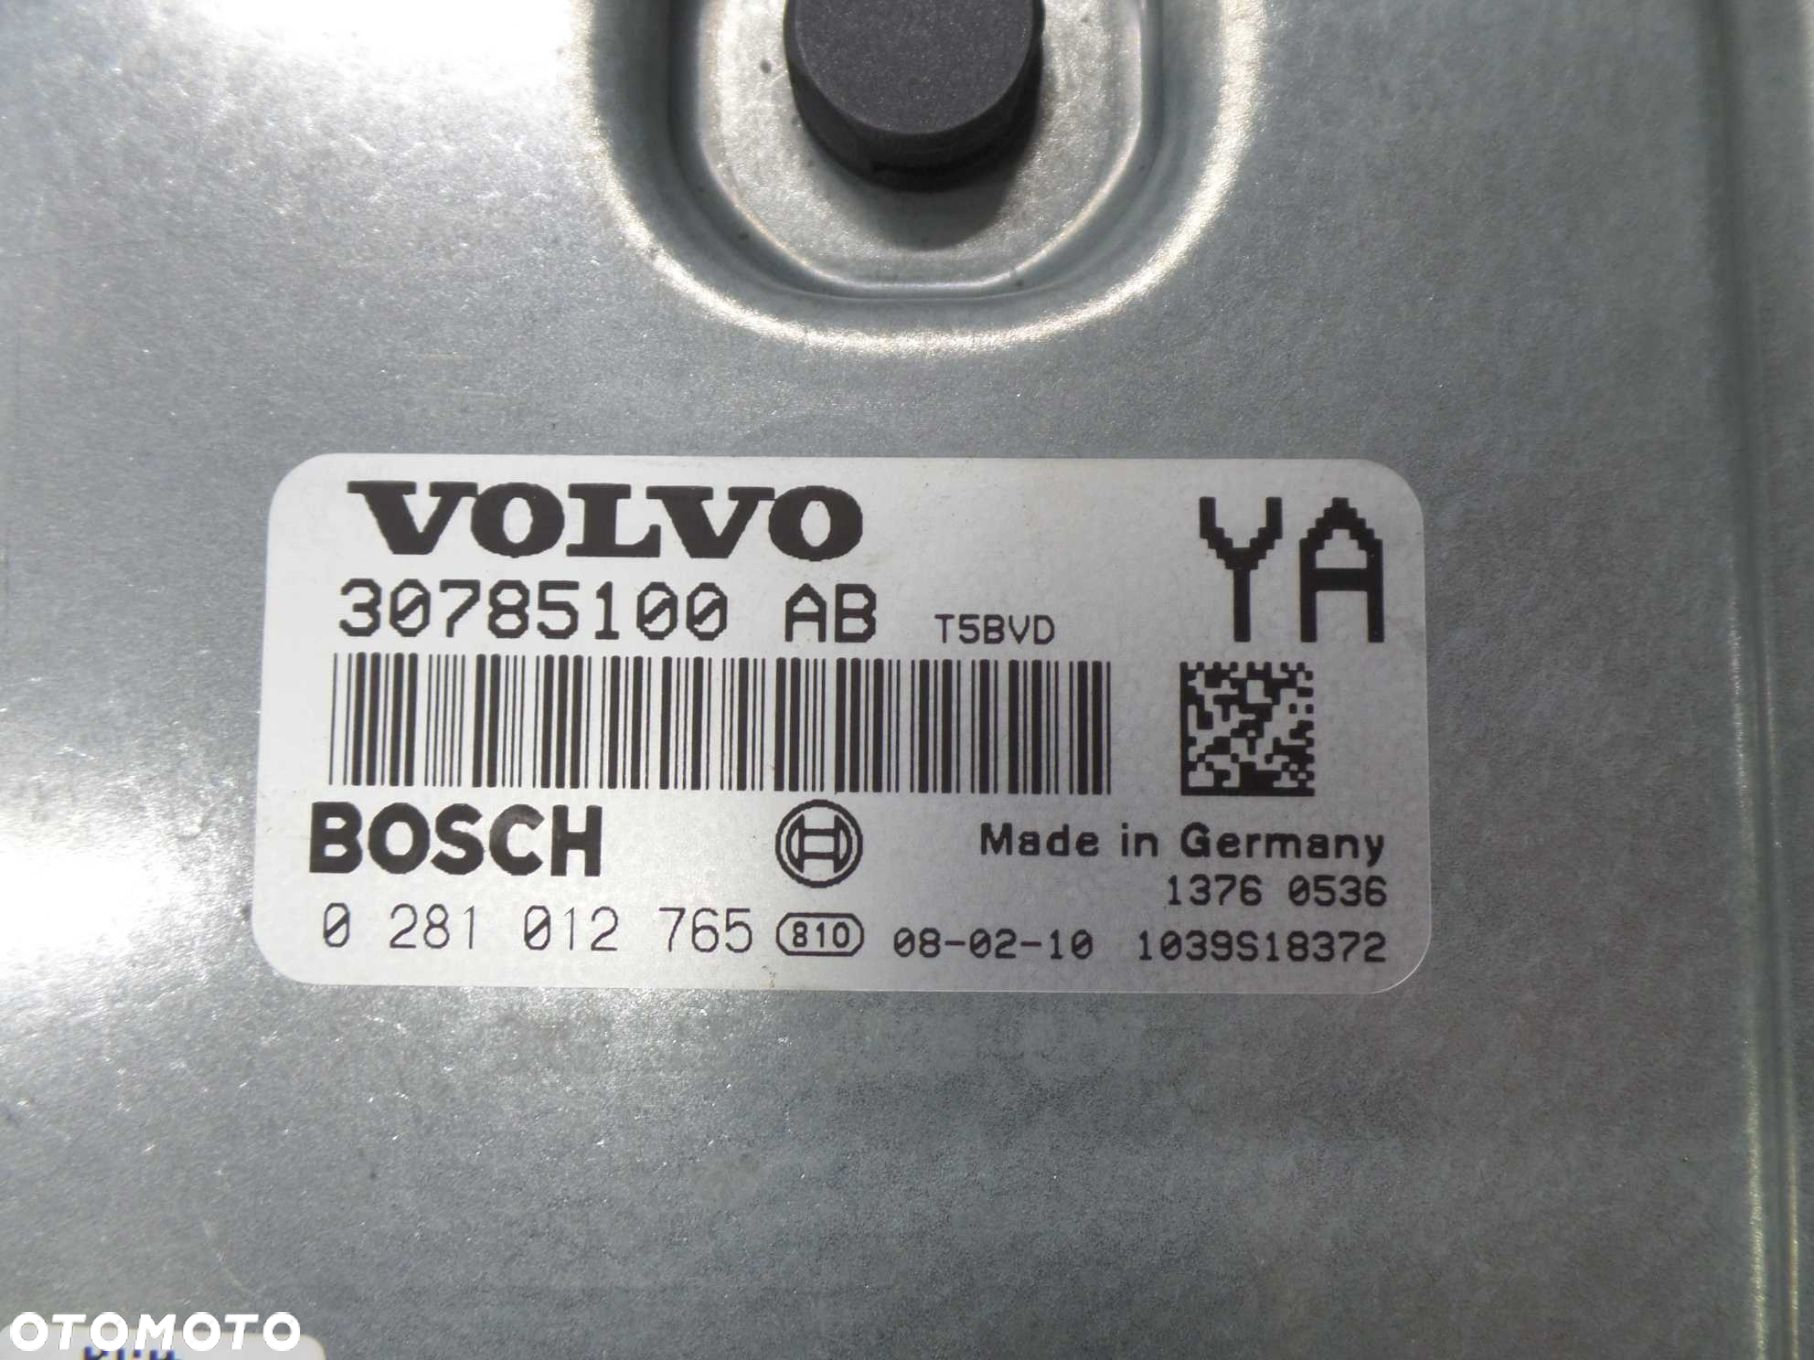 VOLVO
YA
30785100 AB T5BVD
BOSCH
Made in Germany
1376 0536
0 281 012 765 810 08-02-10 1039S18372
OTOMOTO